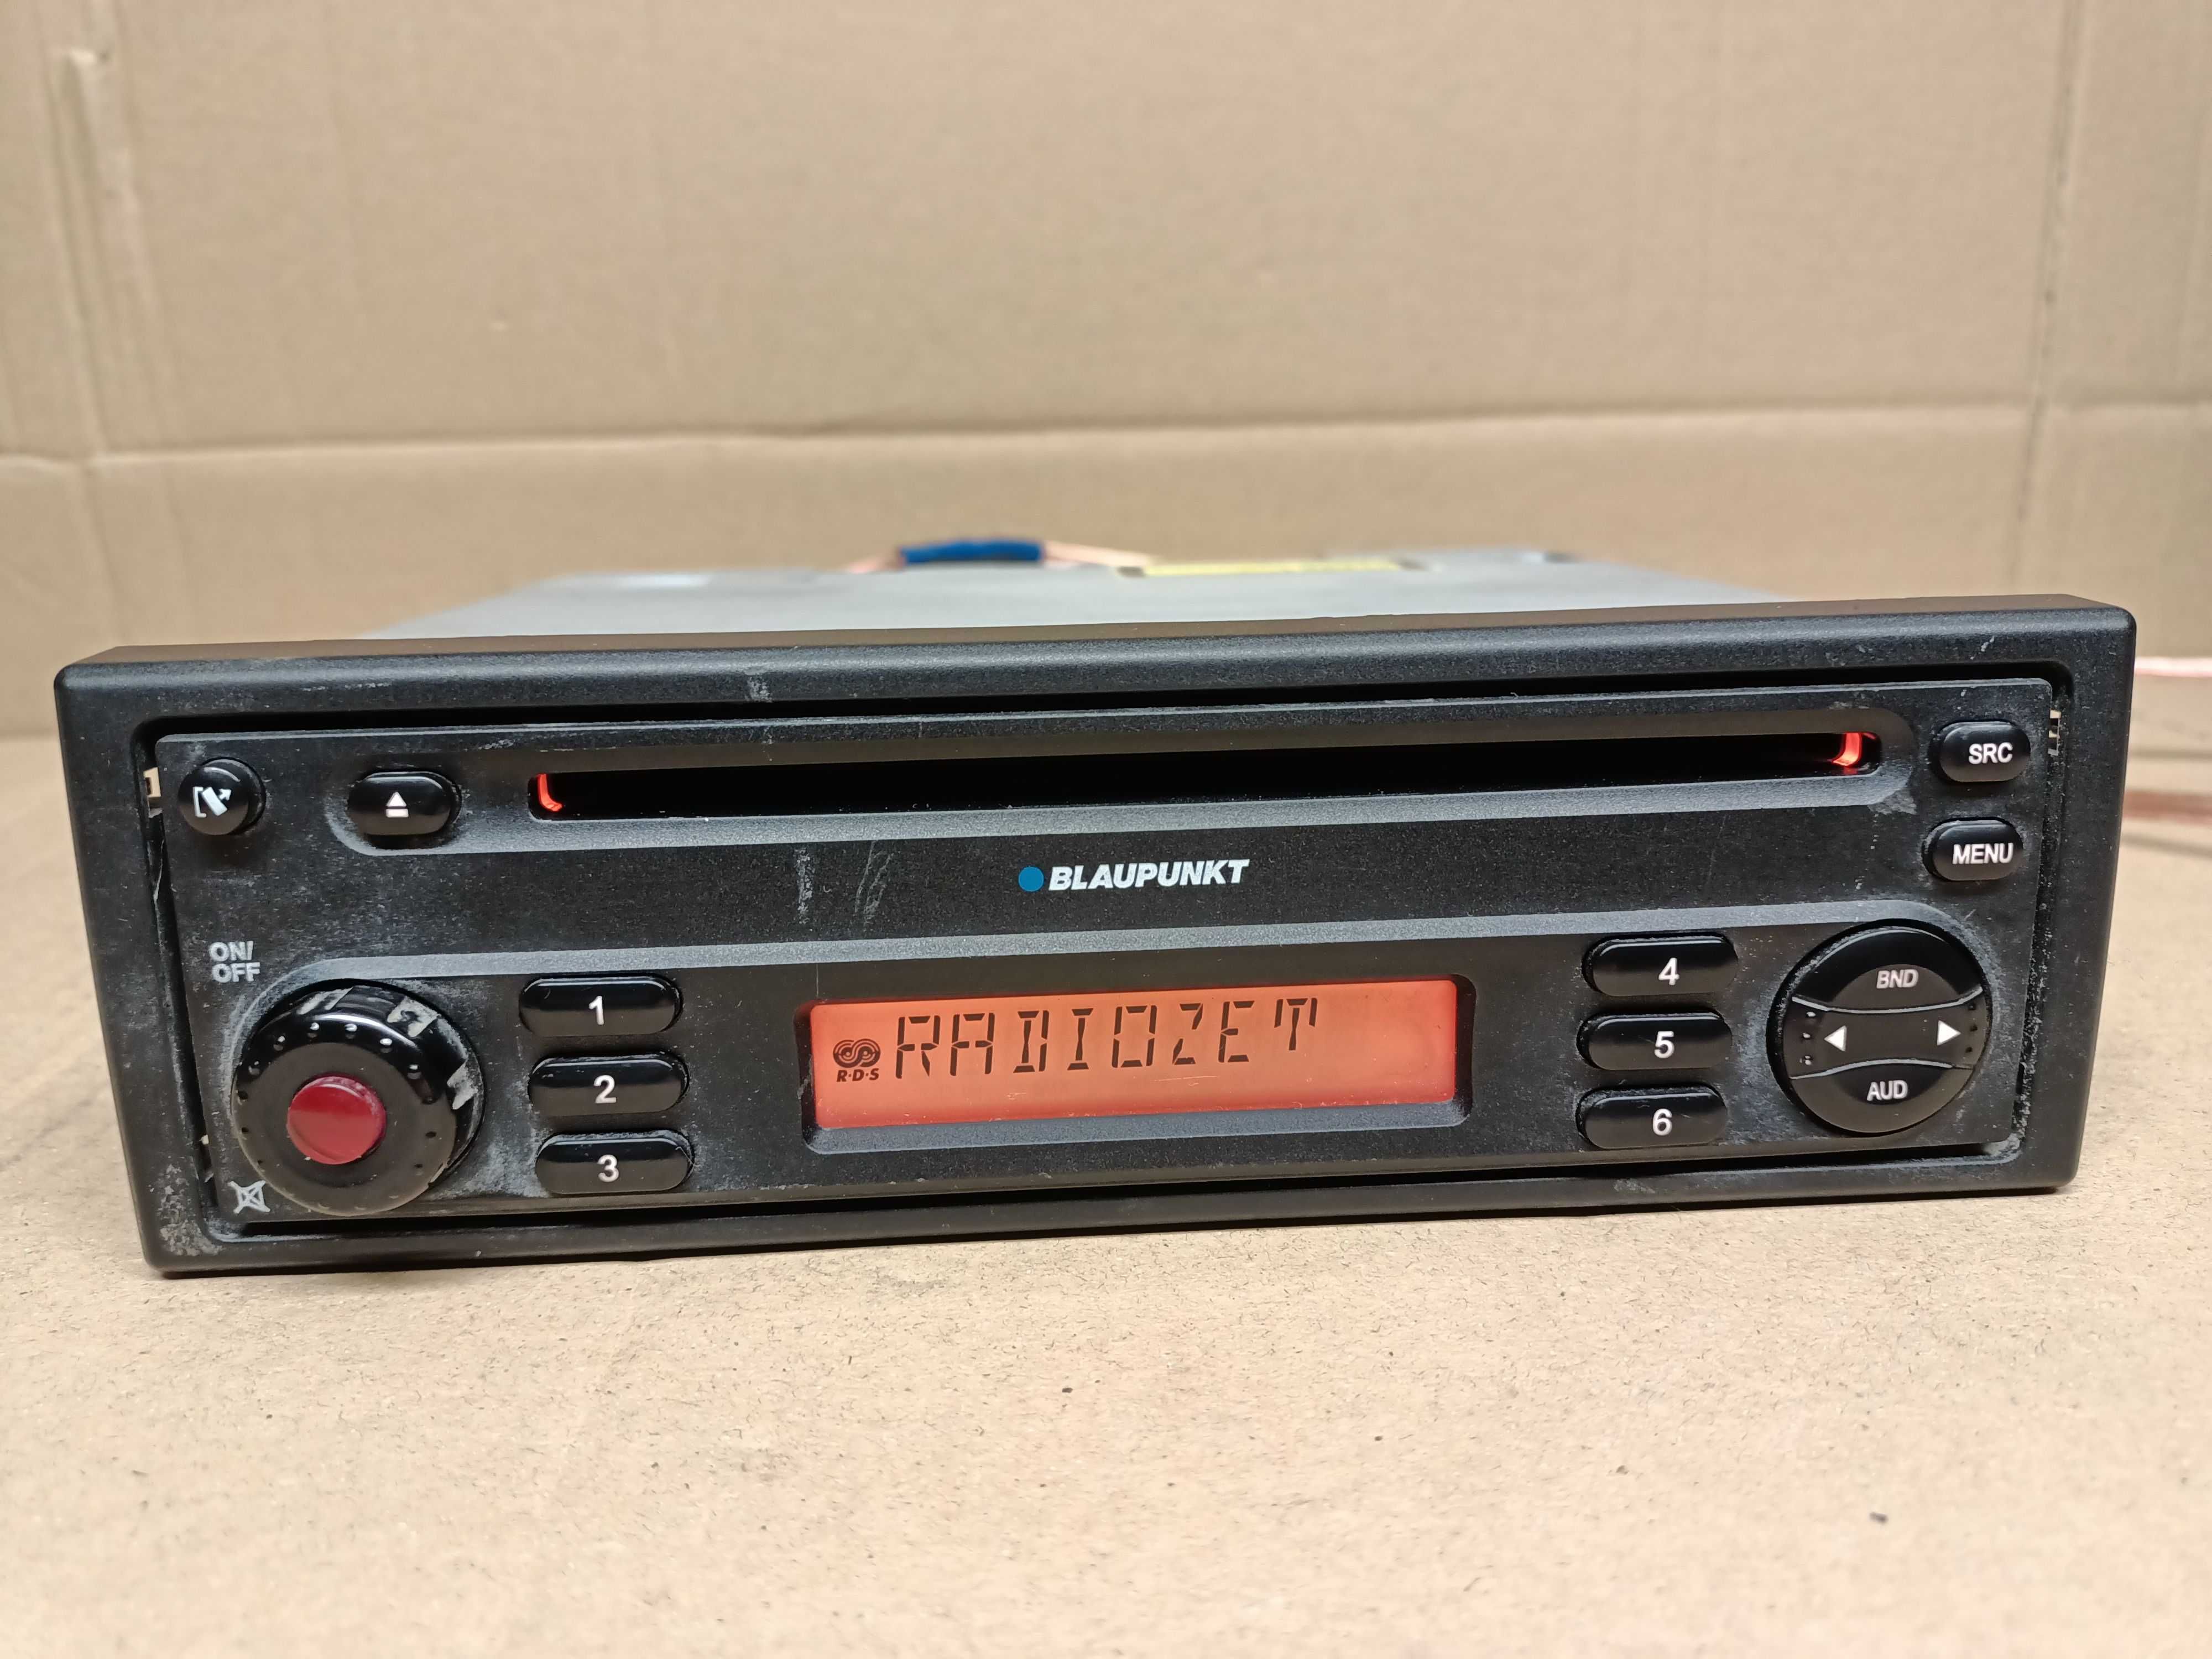 SRC
MENU
BLAUPUNKT
ON/
OFF
1
2
3
R·D·S RADIOZET
4
5
6
BND
AUD